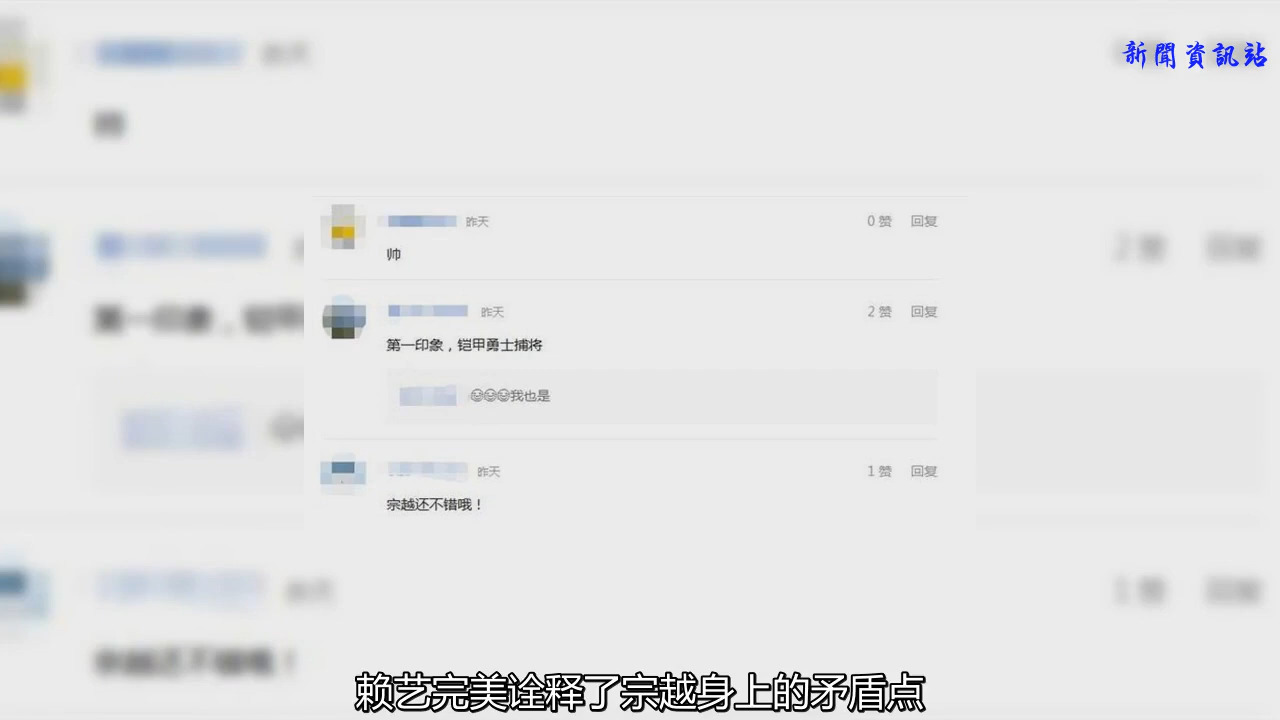 新聞資訊站
昨天
0 赞 回复
帅
昨天
2 赞 回复
第一印象，铠甲勇士捕将
😄😄😄我也是
昨天
1 赞 回复
宗越还不错哦！
赖艺完美诠释了宗越身上的矛盾点